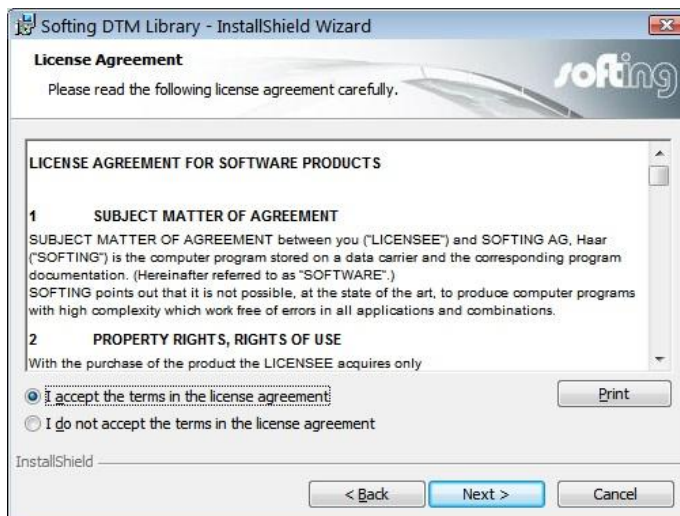 Softing DTM Library - InstallShield Wizard
License Agreement
Please read the following license agreement carefully.
softing
LICENSE AGREEMENT FOR SOFTWARE PRODUCTS
1 SUBJECT MATTER OF AGREEMENT
SUBJECT MATTER OF AGREEMENT between you ("LICENSEE") and SOFTING AG, Haar
("SOFTING") is the computer program stored on a data carrier and the corresponding program
documentation. (Hereinafter referred to as "SOFTWARE".)
SOFTING points out that it is not possible, at the state of the art, to produce computer programs
with high complexity which work free of errors in all applications and combinations.
2 PROPERTY RIGHTS, RIGHTS OF USE
With the purchase of the product the LICENSEE acquires only
I accept the terms in the license agreement
Print
I do not accept the terms in the license agreement
InstallShield
< Back
Next >
Cancel